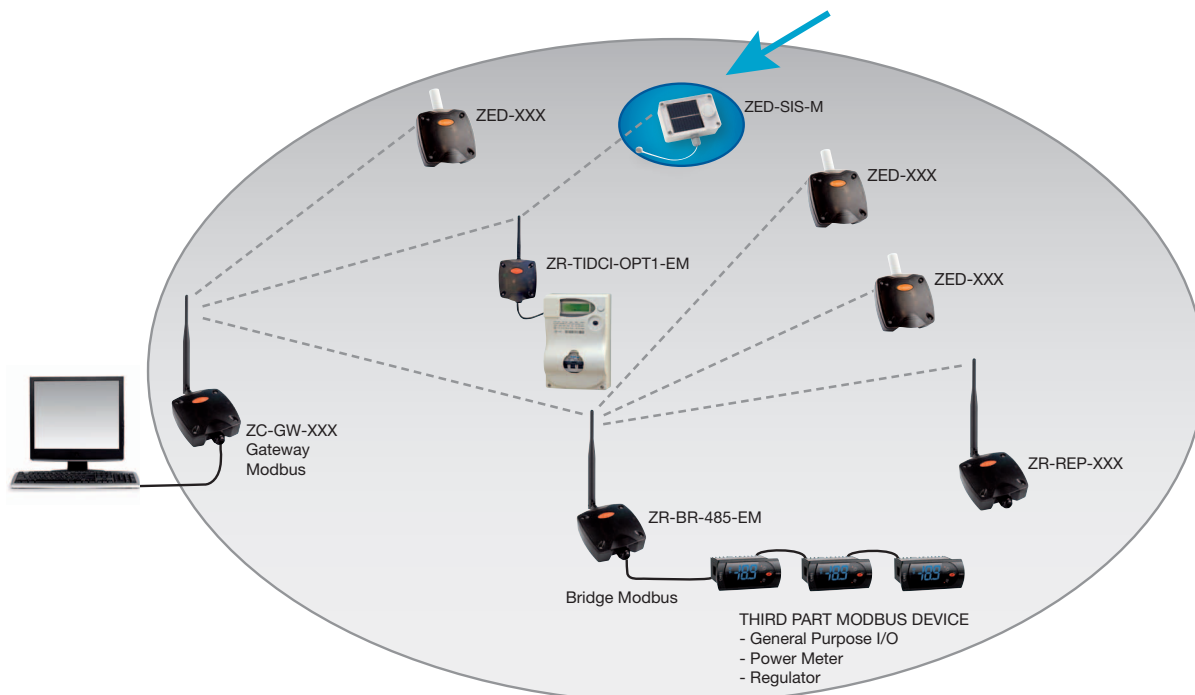 ZED-XXX
ZED-SIS-M
ZED-XXX
ZR-TIDCI-OPT1-EM
ZED-XXX
ZC-GW-XXX
Gateway
Modbus
ZR-REP-XXX
ZR-BR-485-EM
Bridge Modbus
THIRD PART MODBUS DEVICE
- General Purpose I/O
- Power Meter
- Regulator